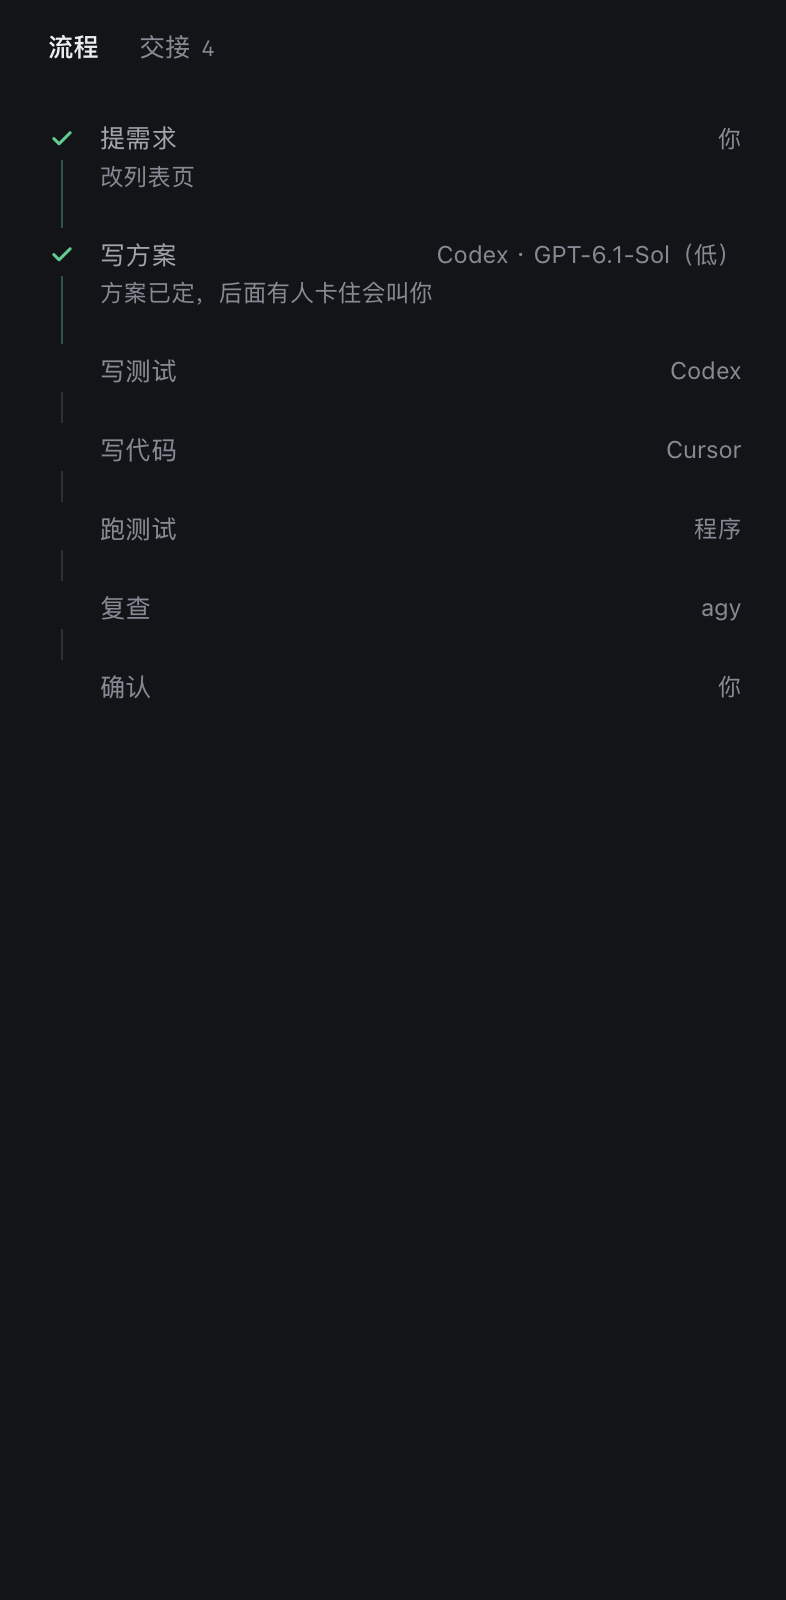 流程 交接 4
提需求 你
改列表页
写方案 Codex · GPT-6.1-Sol（低）
方案已定，后面有人卡住会叫你
写测试 Codex
写代码 Cursor
跑测试 程序
复查 agy
确认 你